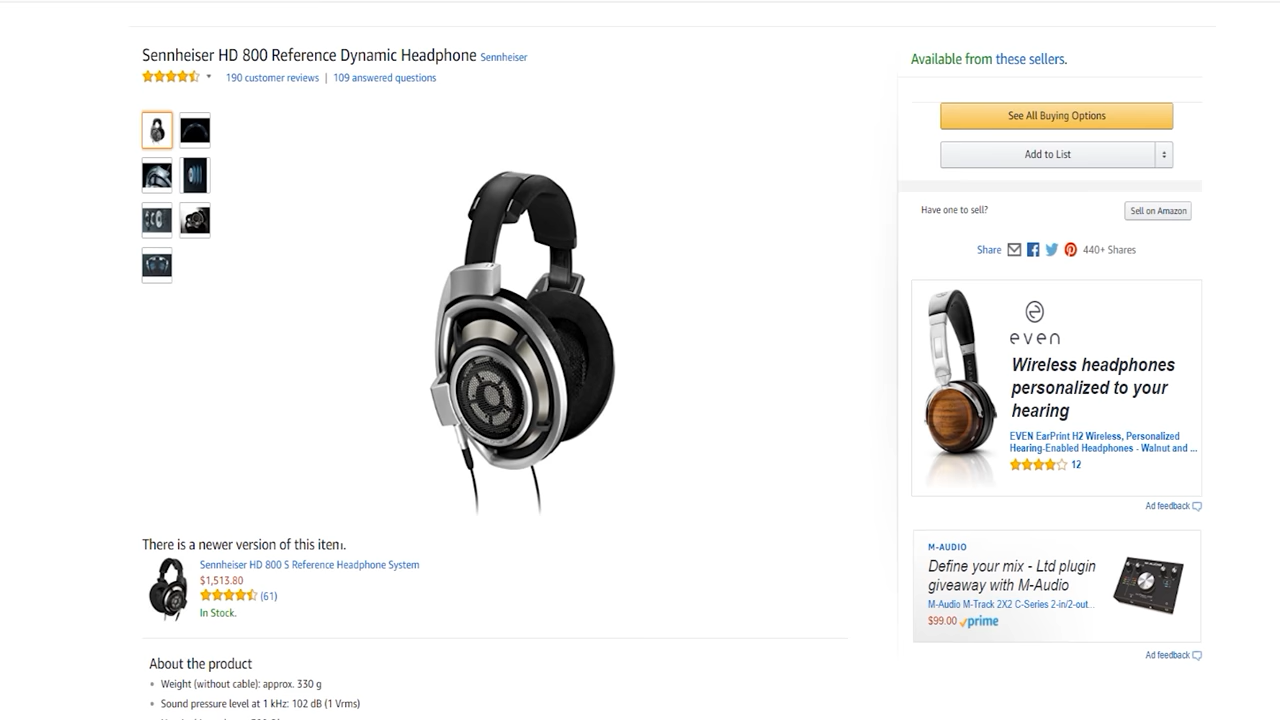 Sennheiser HD 800 Reference Dynamic Headphone Sennheiser
190 customer reviews | 109 answered questions
Available from these sellers.
See All Buying Options
Add to List
Have one to sell?
Sell on Amazon
Share
440+ Shares
even
Wireless headphones
personalized to your
hearing
EVEN EarPrint H2 Wireless, Personalized
Hearing-Enabled Headphones - Walnut and ...
12
Ad feedback
There is a newer version of this item.
Sennheiser HD 800 S Reference Headphone System
$1,513.80
(61)
In Stock.
M-AUDIO
Define your mix - Ltd plugin
giveaway with M-Audio
M-Audio M-Track 2X2 C-Series 2-in/2-out...
$99.00 prime
Ad feedback
About the product
Weight (without cable): approx. 330 g
Sound pressure level at 1 kHz: 102 dB (1 Vrms)